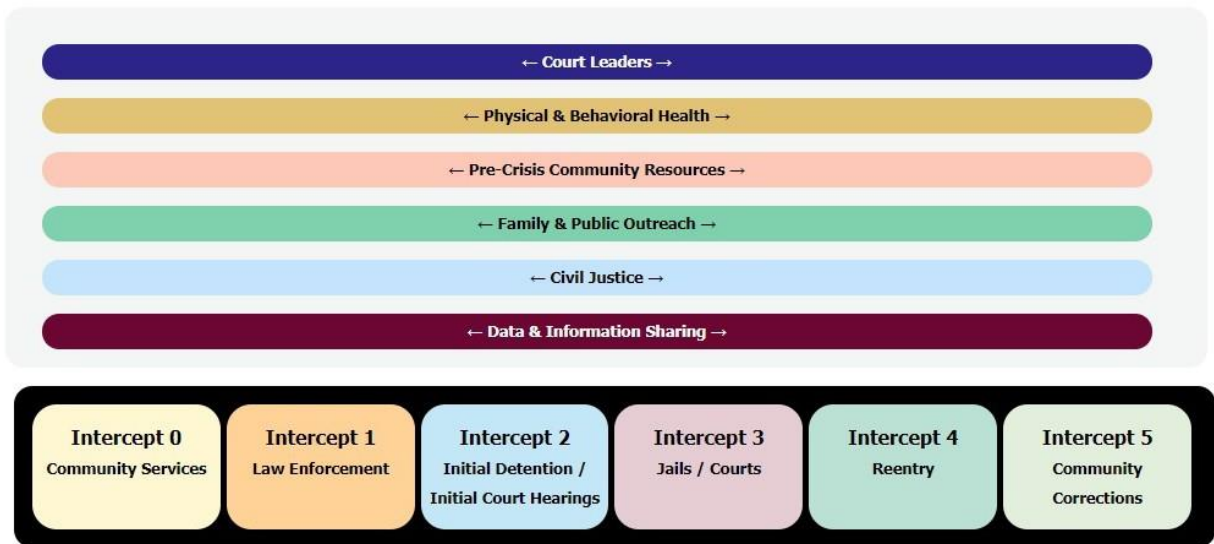 ← Court Leaders →
← Physical & Behavioral Health →
← Pre-Crisis Community Resources →
← Family & Public Outreach →
← Civil Justice →
← Data & Information Sharing →
Intercept 0
Community Services
Intercept 1
Law Enforcement
Intercept 2
Initial Detention /
Initial Court Hearings
Intercept 3
Jails / Courts
Intercept 4
Reentry
Intercept 5
Community
Corrections